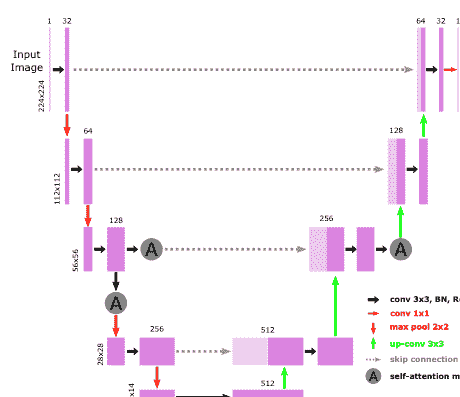 1 32
64 32 1
Input
Image
224x224
64
128
112x112
128
256
A
A
56x56
A
conv 3x3, BN, R
conv 1x1
max pool 2x2
256
512
28x28
up-conv 3x3
skip connection
A self-attention m
x14
512